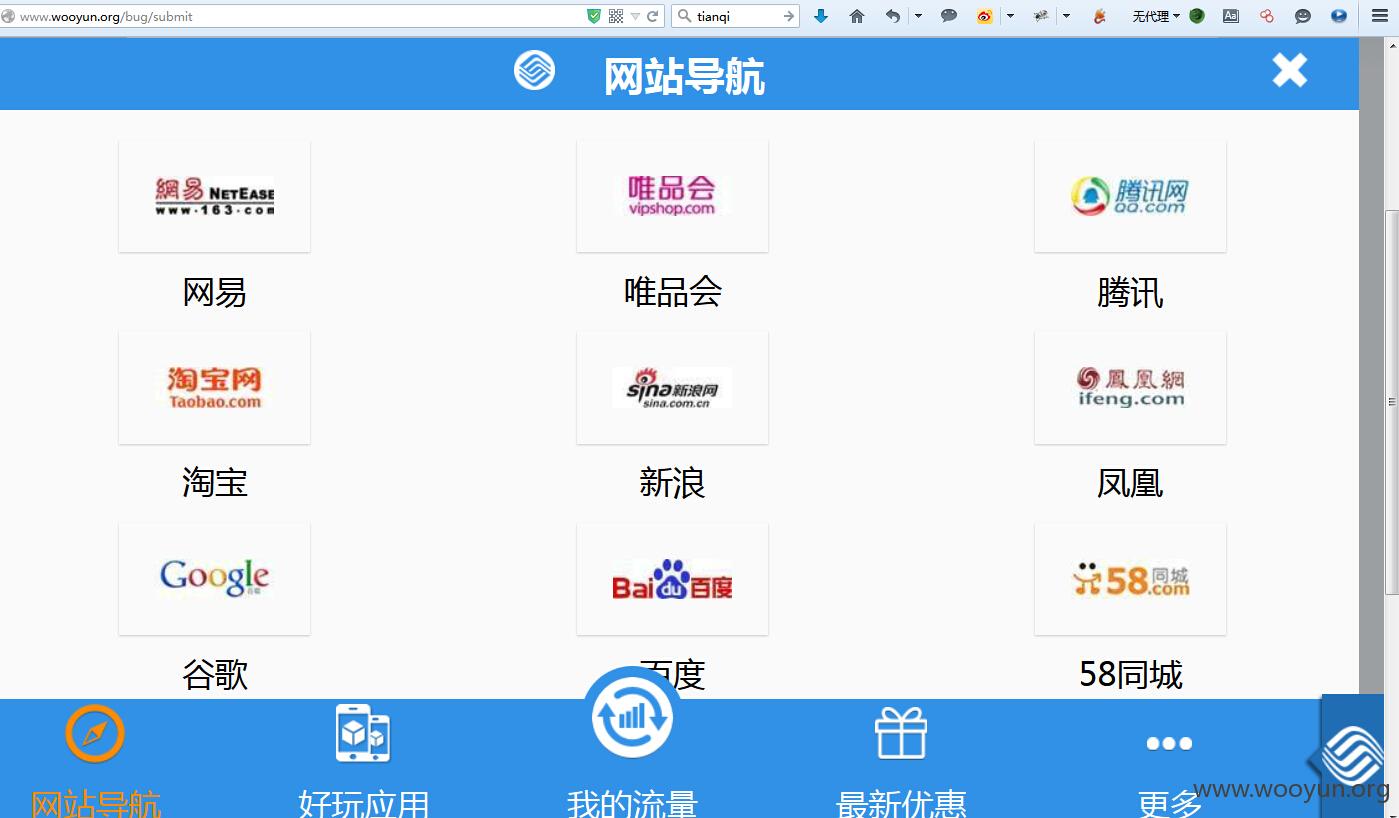 www.wooyun.org/bug/submit
tianqi
无代理
网站导航
網易 NETEASE
www.163.com
唯品会
vipshop.com
腾讯网
QQ.com
网易
唯品会
腾讯
淘宝网
Taobao.com
sina新浪网
sina.com.cn
鳳凰網
ifeng.com
淘宝
新浪
凤凰
Google
谷歌
Bai du 百度
58同城
.com
谷歌
百度
58同城
网站导航
好玩应用
我的流量
最新优惠
更多
www.wooyun.org